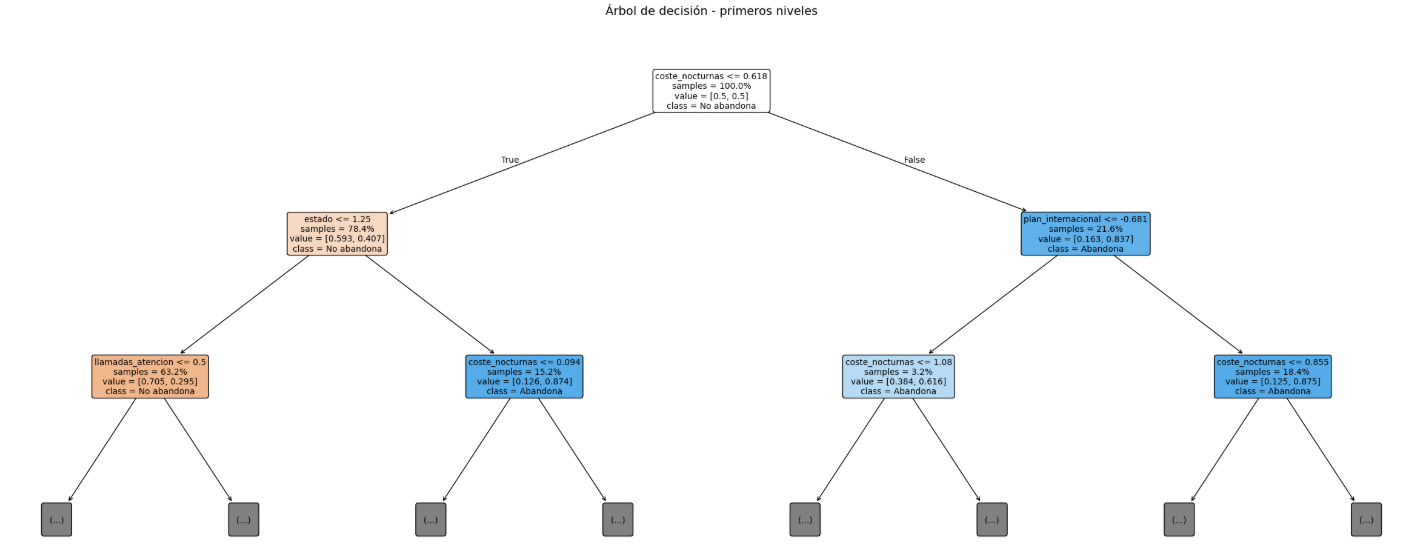 Árbol de decisión - primeros niveles
coste_nocturnas <= 0.618
samples = 100.0%
value = [0.5, 0.5]
class = No abandona
True
False
estado <= 1.25
samples = 78.4%
value = [0.593, 0.407]
class = No abandona
plan_internacional <= -0.681
samples = 21.6%
value = [0.163, 0.837]
class = Abandona
llamadas_atencion <= 0.5
samples = 63.2%
value = [0.705, 0.295]
class = No abandona
coste_nocturnas <= 0.094
samples = 15.2%
value = [0.126, 0.874]
class = Abandona
coste_nocturnas <= 1.08
samples = 3.2%
value = [0.384, 0.616]
class = Abandona
coste_nocturnas <= 0.855
samples = 18.4%
value = [0.125, 0.875]
class = Abandona
(...)
(...)
(...)
(...)
(...)
(...)
(...)
(...)